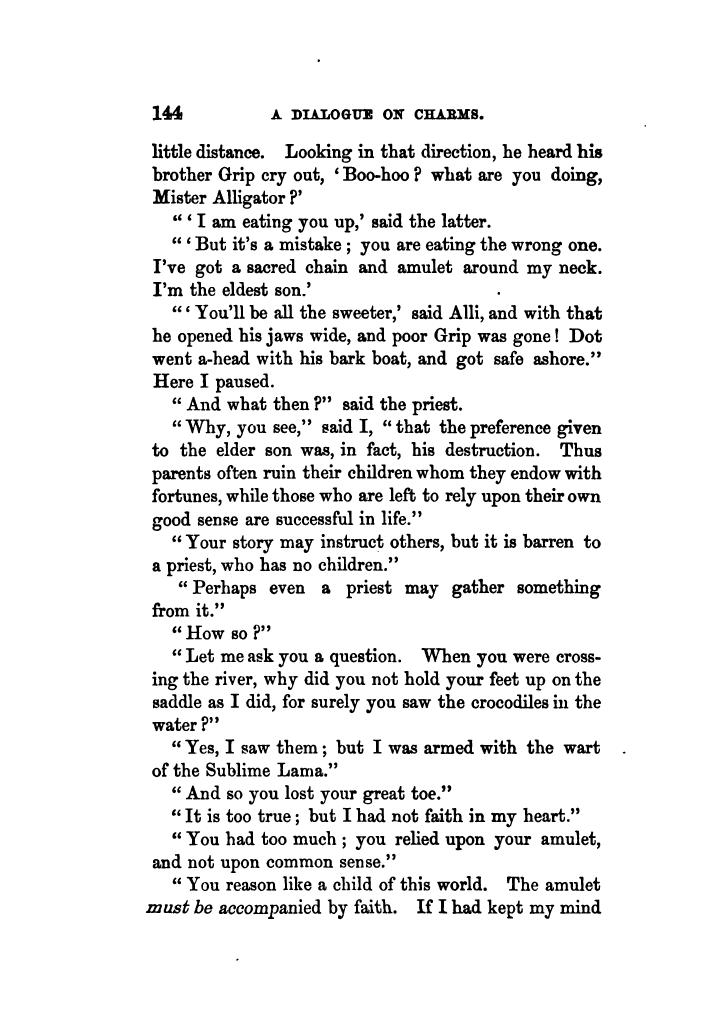 144 A DIALOGUE ON CHARMS.
little distance. Looking in that direction, he heard his
brother Grip cry out, ‘Boo-hoo? what are you doing,
Mister Alligator?’
“‘I am eating you up,’ said the latter.
“‘But it's a mistake; you are eating the wrong one.
I've got a sacred chain and amulet around my neck.
I'm the eldest son.’
“‘You'll be all the sweeter,’ said Alli, and with that
he opened his jaws wide, and poor Grip was gone! Dot
went a-head with his bark boat, and got safe ashore.”
Here I paused.
“And what then?” said the priest.
“Why, you see,” said I, “that the preference given
to the elder son was, in fact, his destruction. Thus
parents often ruin their children whom they endow with
fortunes, while those who are left to rely upon their own
good sense are successful in life.”
“Your story may instruct others, but it is barren to
a priest, who has no children.”
“Perhaps even a priest may gather something
from it.”
“How so?”
“Let me ask you a question. When you were cross-
ing the river, why did you not hold your feet up on the
saddle as I did, for surely you saw the crocodiles in the
water?”
“Yes, I saw them; but I was armed with the wart
of the Sublime Lama.”
“And so you lost your great toe.”
“It is too true; but I had not faith in my heart.”
“You had too much; you relied upon your amulet,
and not upon common sense.”
“You reason like a child of this world. The amulet
must be accompanied by faith. If I had kept my mind